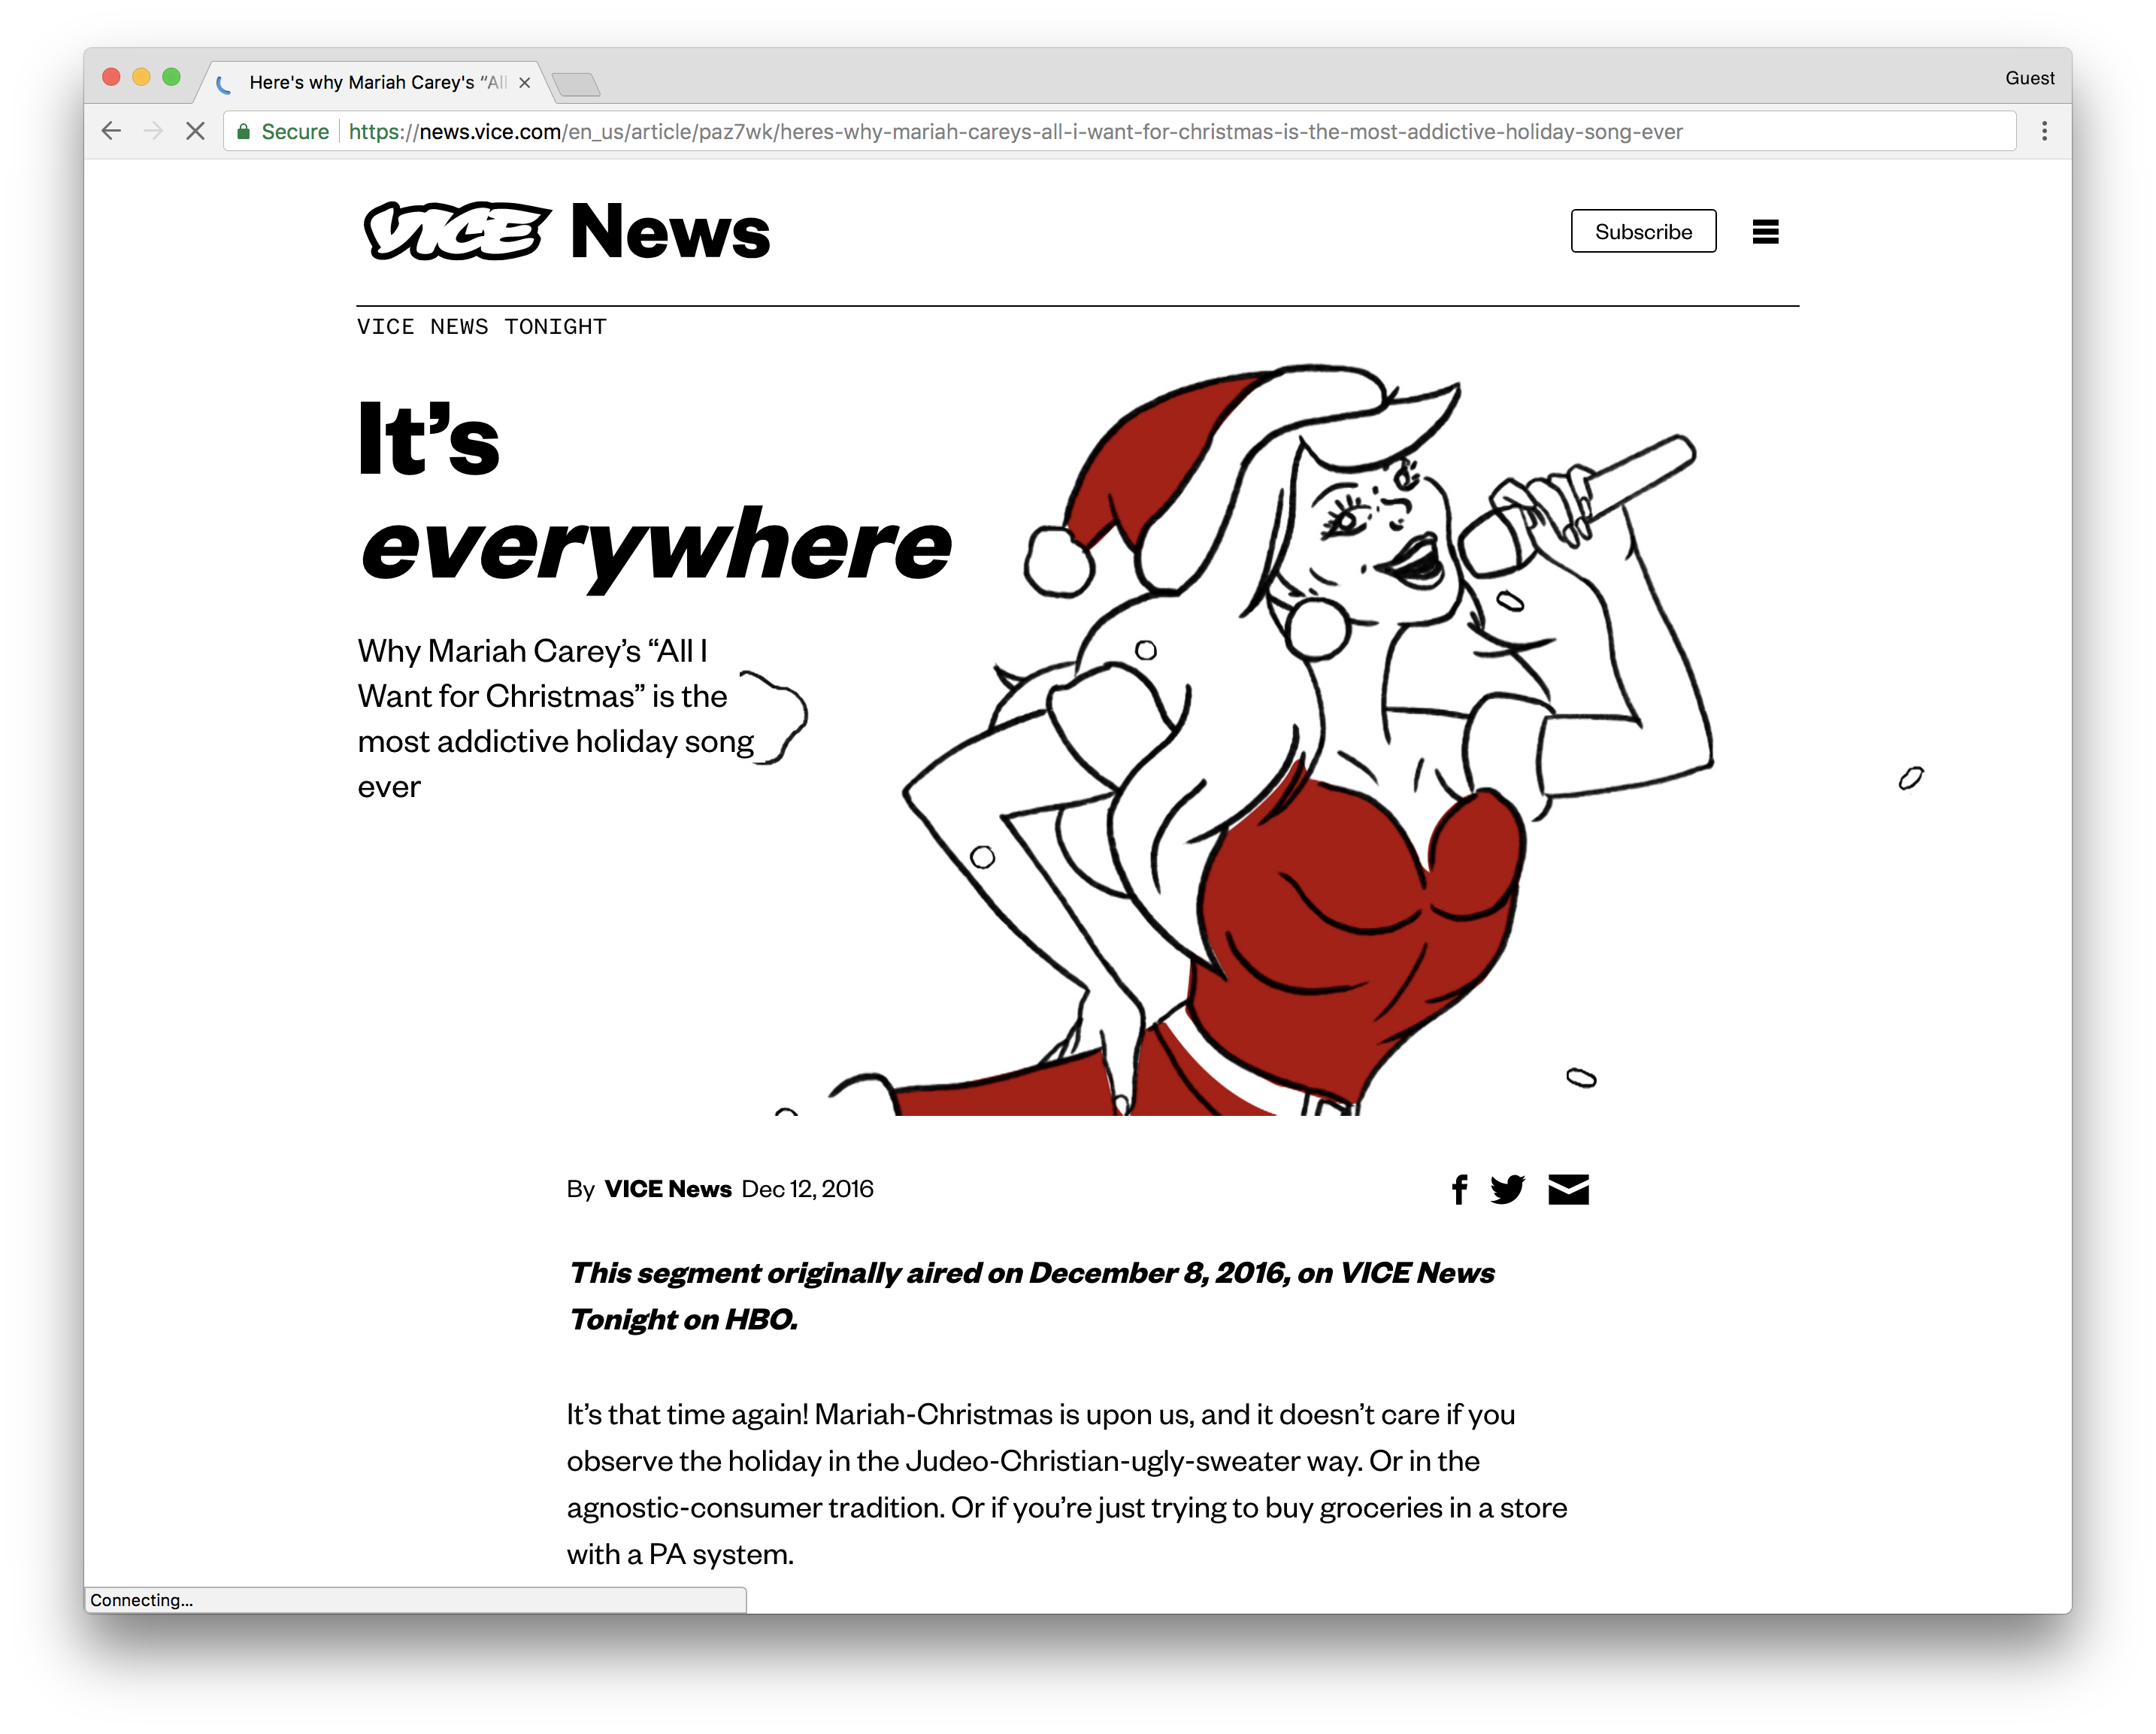 Here's why Mariah Carey's “All
Guest
Secure
https://news.vice.com/en_us/article/paz7wk/heres-why-mariah-careys-all-i-want-for-christmas-is-the-most-addictive-holiday-song-ever
VICE News
Subscribe
VICE NEWS TONIGHT
It’s
everywhere
Why Mariah Carey’s “All I
Want for Christmas” is the
most addictive holiday song
ever
By VICE News Dec 12, 2016
This segment originally aired on December 8, 2016, on VICE News
Tonight on HBO.
It’s that time again! Mariah-Christmas is upon us, and it doesn’t care if you
observe the holiday in the Judeo-Christian-ugly-sweater way. Or in the
agnostic-consumer tradition. Or if you’re just trying to buy groceries in a store
with a PA system.
Connecting...